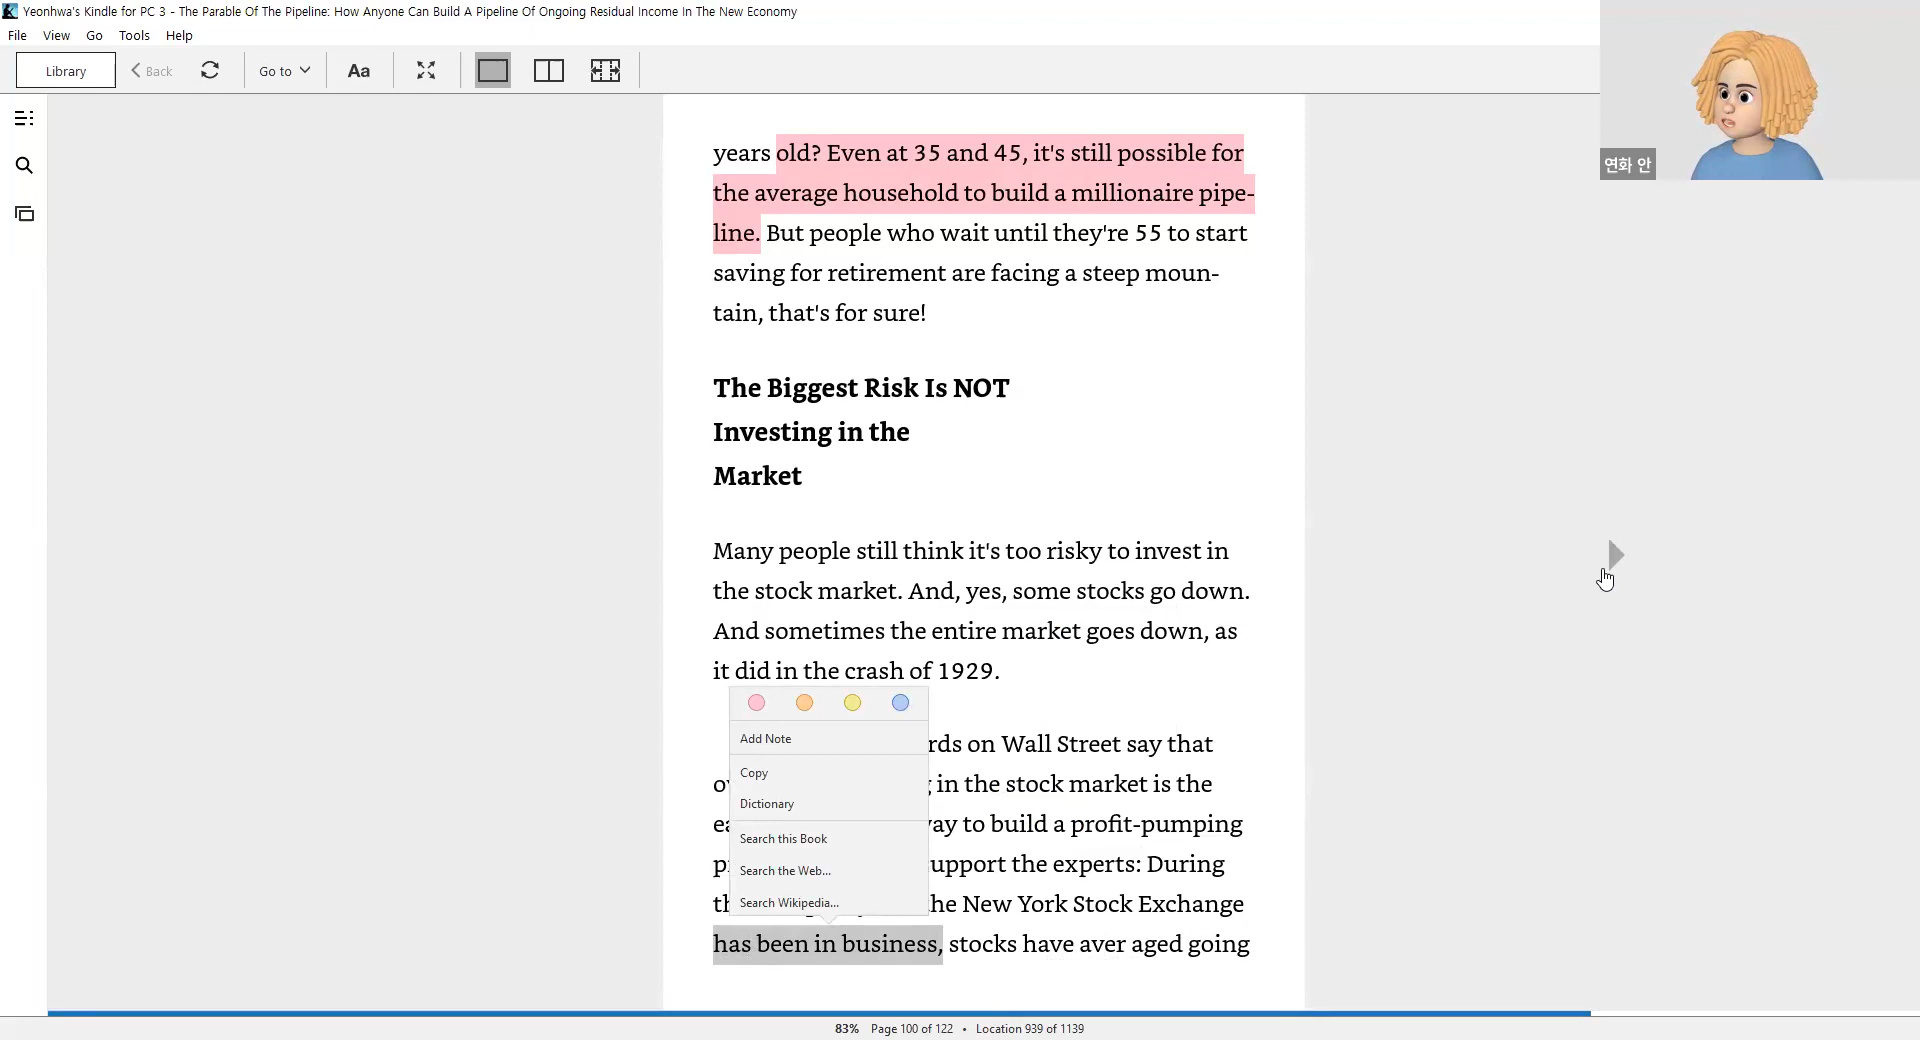 Yeonhwa's Kindle for PC 3 - The Parable Of The Pipeline: How Anyone Can Build A Pipeline Of Ongoing Residual Income In The New Economy
File View Go Tools Help
Library Back Go to Aa
연화 안
years old? Even at 35 and 45, it's still possible for
the average household to build a millionaire pipe-
line. But people who wait until they're 55 to start
saving for retirement are facing a steep moun-
tain, that's for sure!
The Biggest Risk Is NOT
Investing in the
Market
Many people still think it's too risky to invest in
the stock market. And, yes, some stocks go down.
And sometimes the entire market goes down, as
it did in the crash of 1929.
Add Note
Copy
Dictionary
Search this Book
Search the Web...
Search Wikipedia...
on Wall Street say that
in the stock market is the
to build a profit-pumping
the experts: During
the New York Stock Exchange
has been in business, stocks have aver aged going
83% Page 100 of 122 • Location 939 of 1139